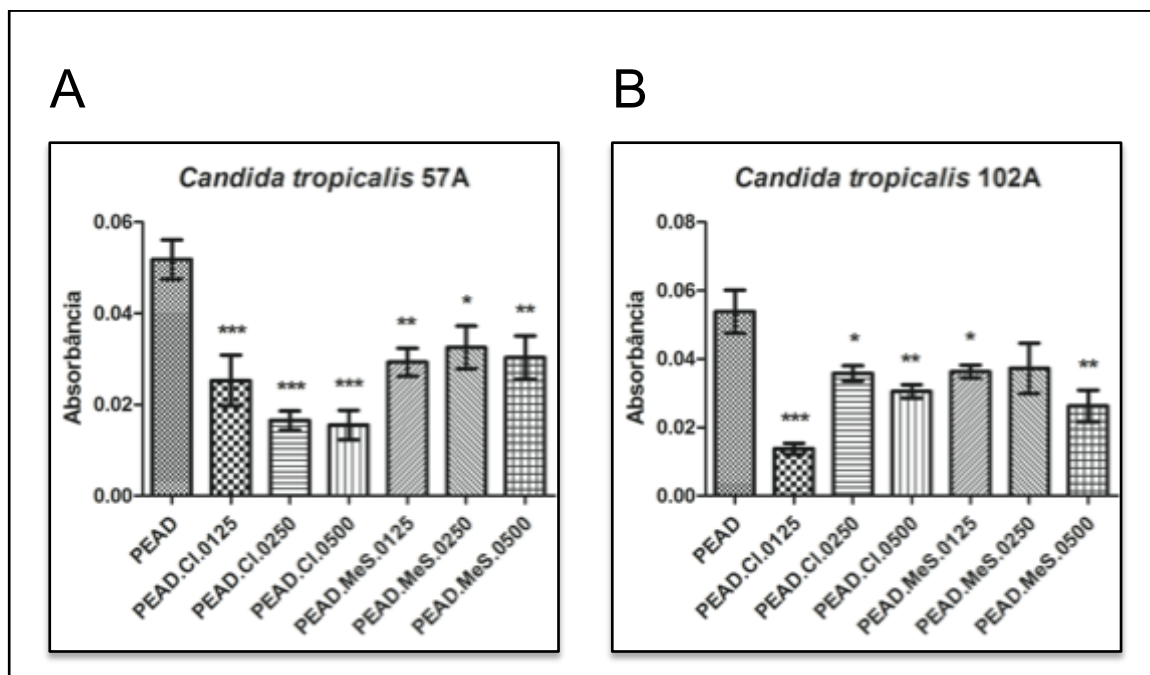 A
B
Candida tropicalis 57A
Absorbância
0.06
0.04
0.02
0.00
***
***
***
**
*
**
PEAD
PEAD.Cl.0125
PEAD.Cl.0250
PEAD.Cl.0500
PEAD.MeS.0125
PEAD.MeS.0250
PEAD.MeS.0500
Candida tropicalis 102A
Absorbância
0.08
0.06
0.04
0.02
0.00
***
*
**
*
**
PEAD
PEAD.Cl.0125
PEAD.Cl.0250
PEAD.Cl.0500
PEAD.MeS.0125
PEAD.MeS.0250
PEAD.MeS.0500